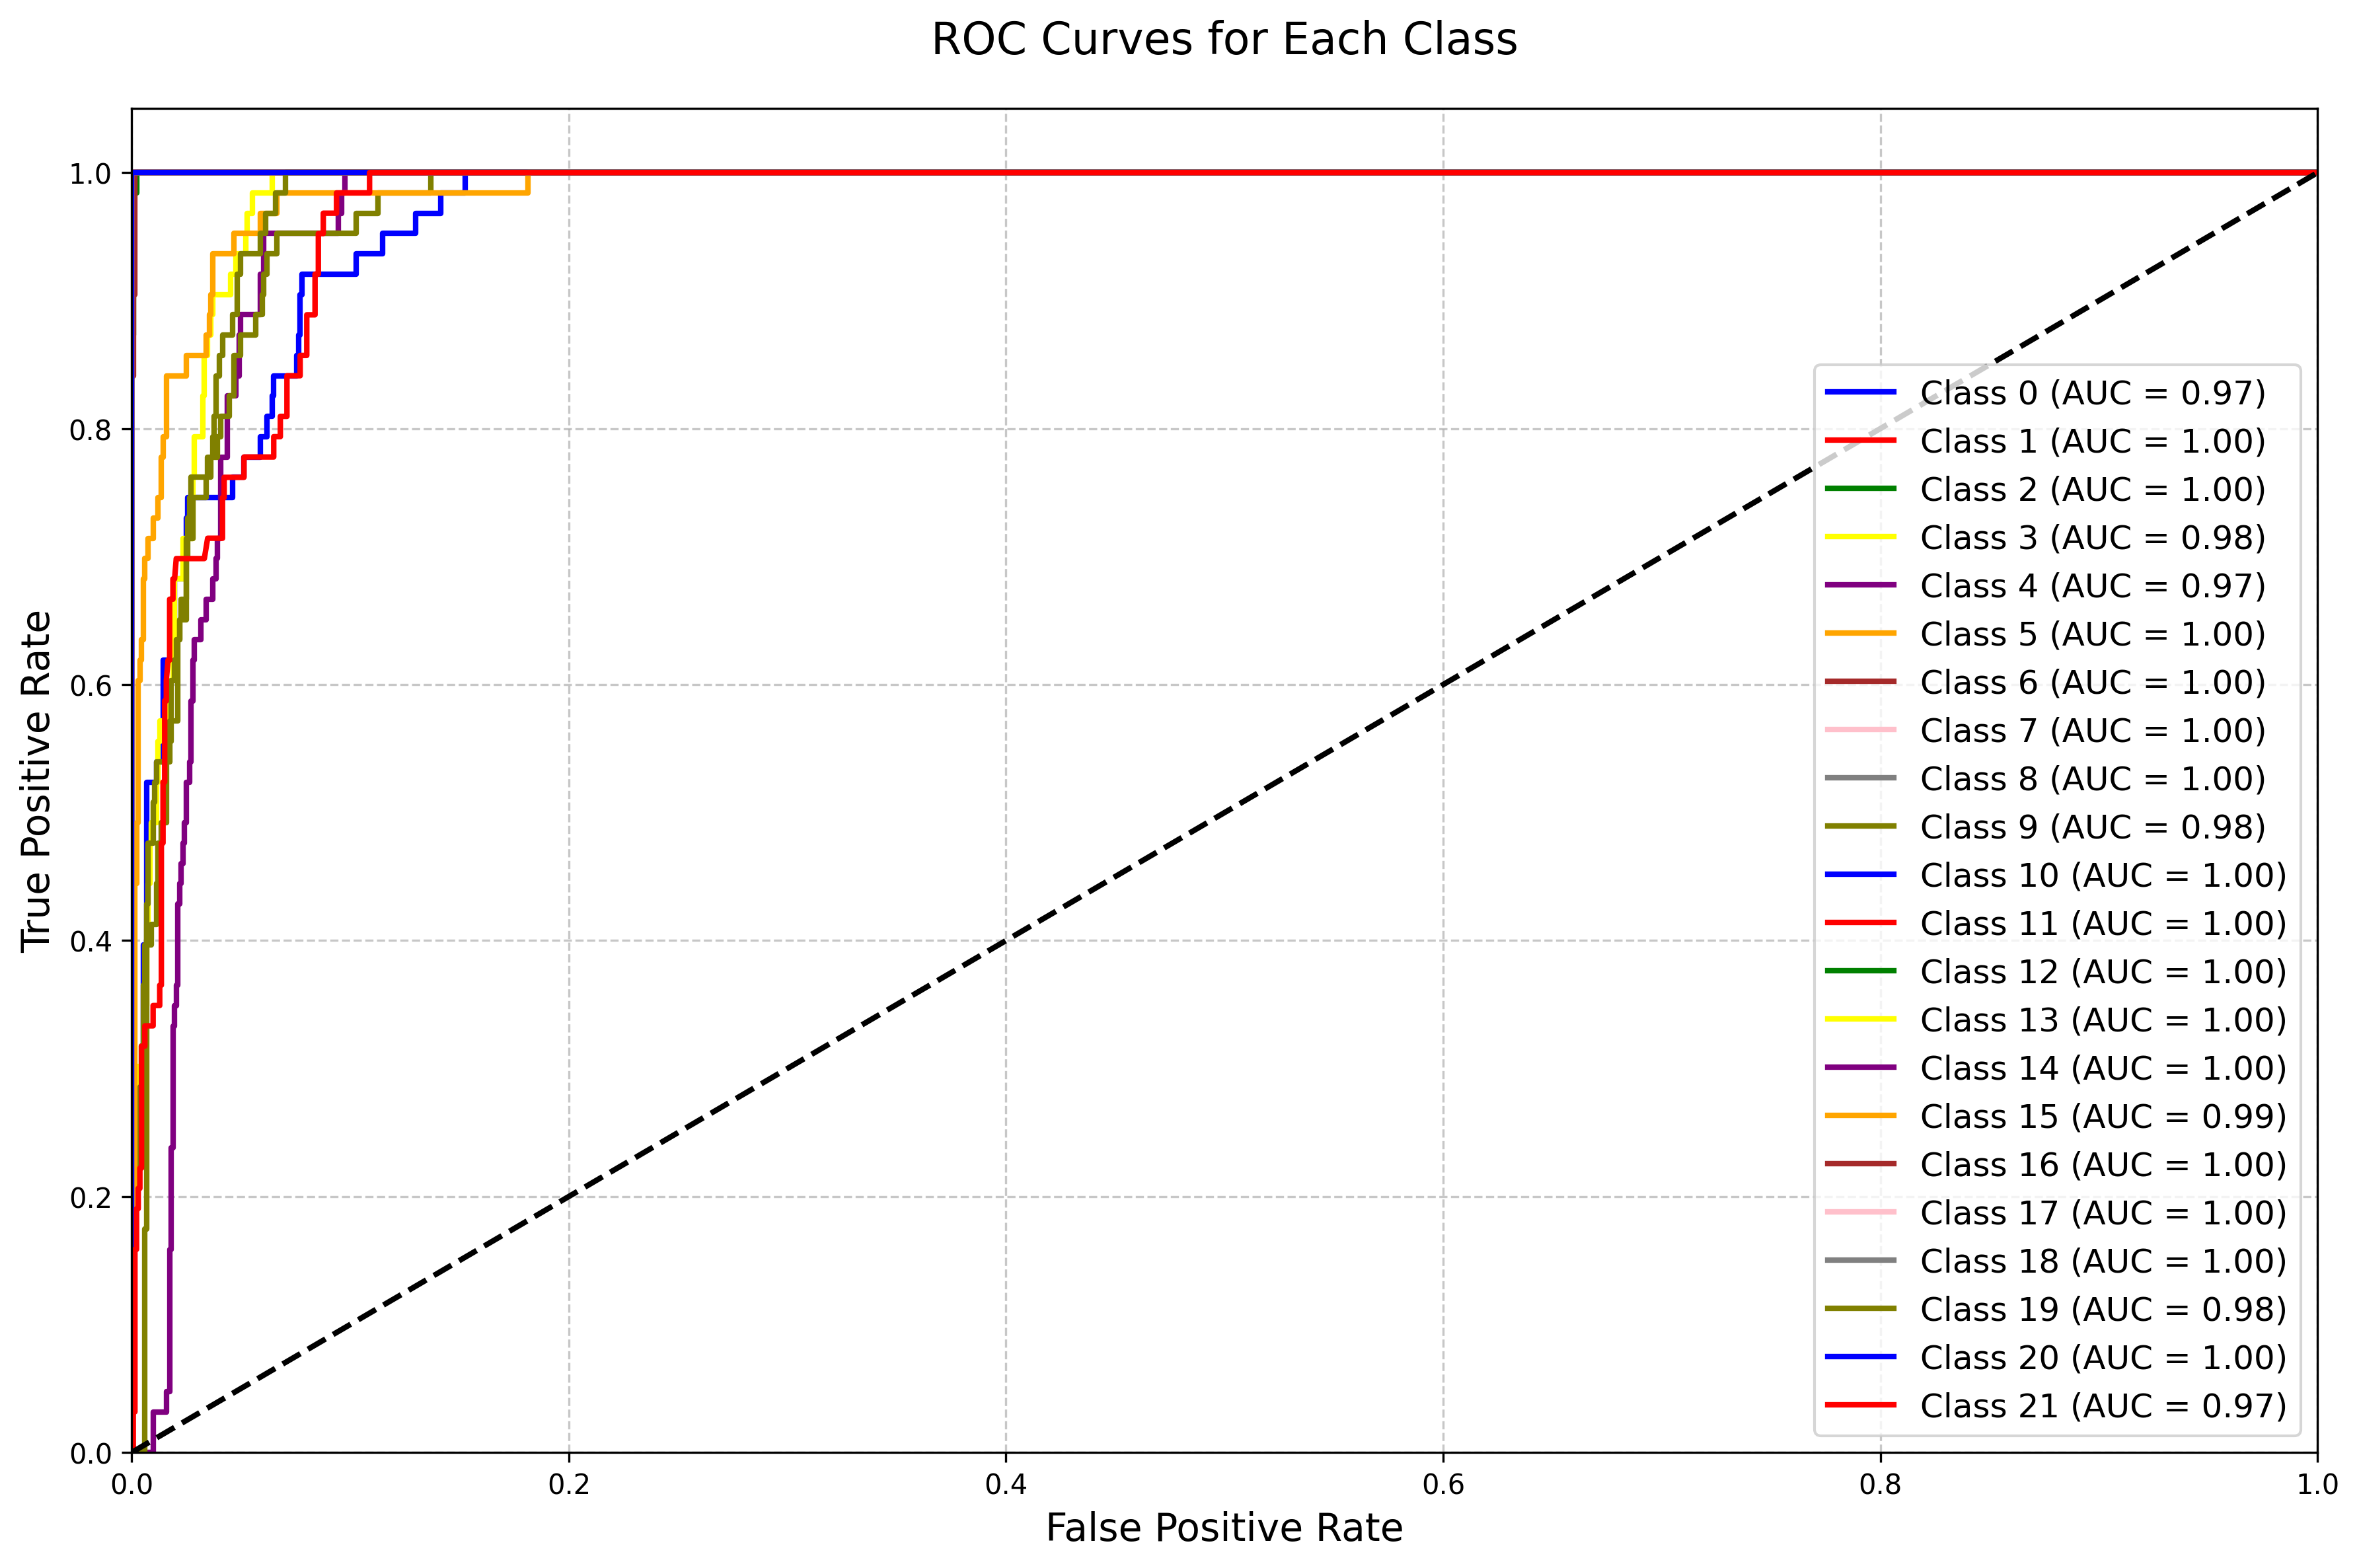 ROC Curves for Each Class
True Positive Rate
1.0
0.8
0.6
0.4
0.2
0.0
Class 0 (AUC = 0.97)
Class 1 (AUC = 1.00)
Class 2 (AUC = 1.00)
Class 3 (AUC = 0.98)
Class 4 (AUC = 0.97)
Class 5 (AUC = 1.00)
Class 6 (AUC = 1.00)
Class 7 (AUC = 1.00)
Class 8 (AUC = 1.00)
Class 9 (AUC = 0.98)
Class 10 (AUC = 1.00)
Class 11 (AUC = 1.00)
Class 12 (AUC = 1.00)
Class 13 (AUC = 1.00)
Class 14 (AUC = 1.00)
Class 15 (AUC = 0.99)
Class 16 (AUC = 1.00)
Class 17 (AUC = 1.00)
Class 18 (AUC = 1.00)
Class 19 (AUC = 0.98)
Class 20 (AUC = 1.00)
Class 21 (AUC = 0.97)
0.0 0.2 0.4 0.6 0.8 1.0
False Positive Rate